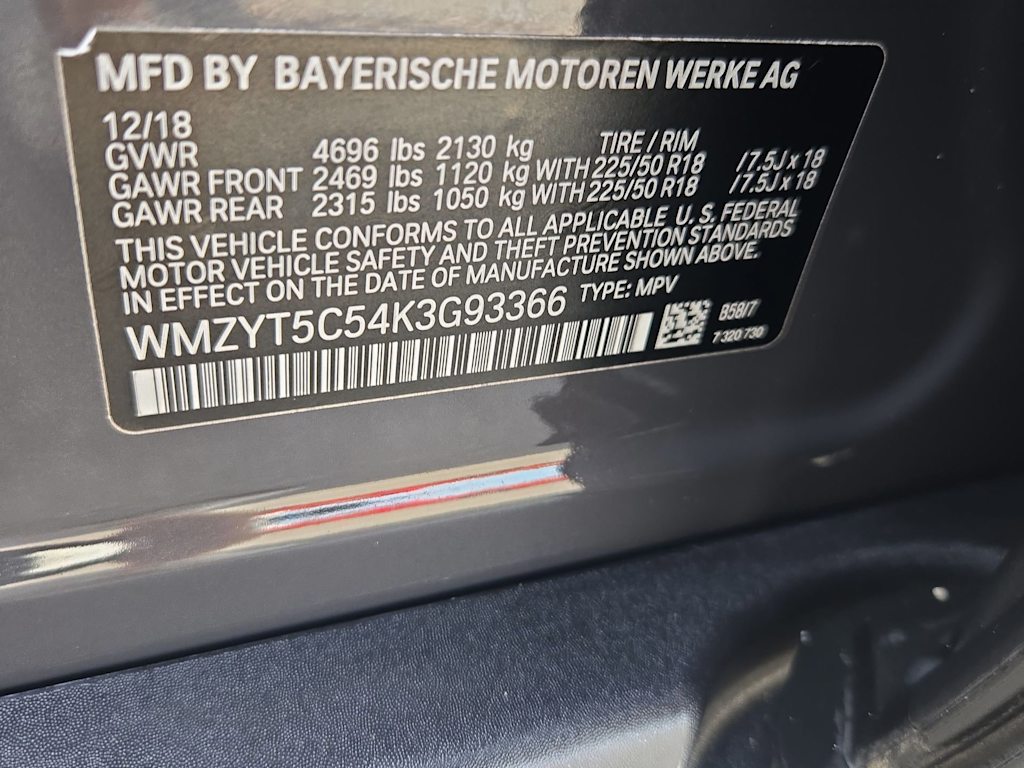 MFD BY BAYERISCHE MOTOREN WERKE AG
12/18 TIRE / RIM
GVWR 4696 lbs 2130 kg
GAWR FRONT 2469 lbs 1120 kg WITH 225/50 R18 /7.5J x 18
GAWR REAR 2315 lbs 1050 kg WITH 225/50 R18 /7.5J x 18
THIS VEHICLE CONFORMS TO ALL APPLICABLE U. S. FEDERAL
MOTOR VEHICLE SAFETY AND THEFT PREVENTION STANDARDS
IN EFFECT ON THE DATE OF MANUFACTURE SHOWN ABOVE.
WMZYT5C54K3G93366 TYPE: MPV
B58/7
7 320 730